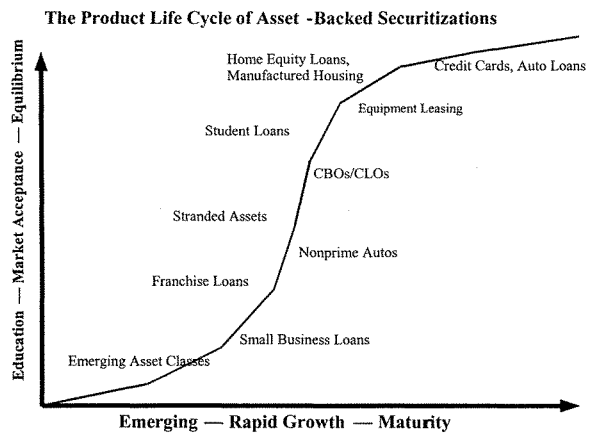 The Product Life Cycle of Asset -Backed Securitizations
Education — Market Acceptance — Equilibrium
Home Equity Loans,
Manufactured Housing
Credit Cards, Auto Loans
Equipment Leasing
Student Loans
CBOs/CLOs
Stranded Assets
Nonprime Autos
Franchise Loans
Small Business Loans
Emerging Asset Classes
Emerging — Rapid Growth — Maturity